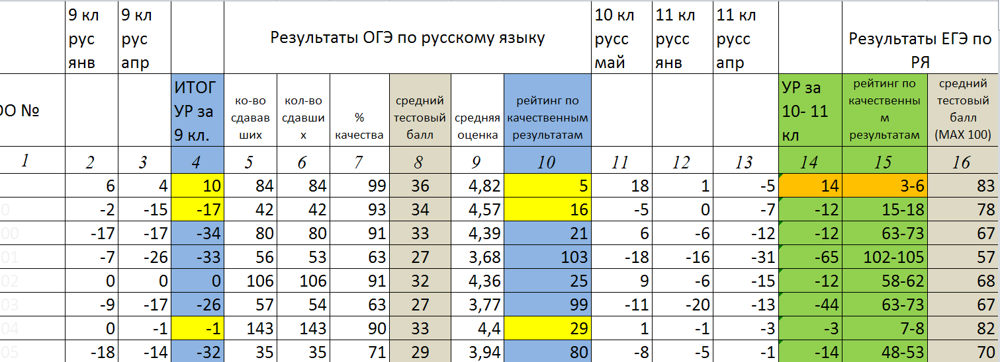 9 кл рус янв 9 кл рус апр Результаты ОГЭ по русскому языку 10 кл русс май 11 кл русс янв 11 кл русс апр Результаты ЕГЭ по РЯ
ОО № ИТОГ УР за 9 кл. ко-во сдавав ших кол-во сдавши х % качества средний тестовый балл средняя оценка рейтинг по качественным результатам УР за 10- 11 кл рейтинг по качественны м результатам средний тестовый балл (MAX 100)
1 2 3 4 5 6 7 8 9 10 11 12 13 14 15 16
6 4 10 84 84 99 36 4,82 5 18 1 -5 14 3-6 83
0 -2 -15 -17 42 42 93 34 4,57 16 -5 0 -7 -12 15-18 78
00 -17 -17 -34 80 80 91 33 4,39 21 6 -6 -12 -12 63-73 67
01 -7 -26 -33 56 53 63 27 3,68 103 -18 -16 -31 -65 102-105 57
02 0 0 0 106 106 91 32 4,36 25 9 -6 -15 -12 58-62 68
03 -9 -17 -26 57 54 63 27 3,77 99 -11 -20 -13 -44 63-73 67
04 0 -1 -1 143 143 90 33 4,4 29 1 -1 -3 -3 7-8 82
05 -18 -14 -32 35 35 71 29 3,94 80 -8 -5 -1 -14 48-53 70